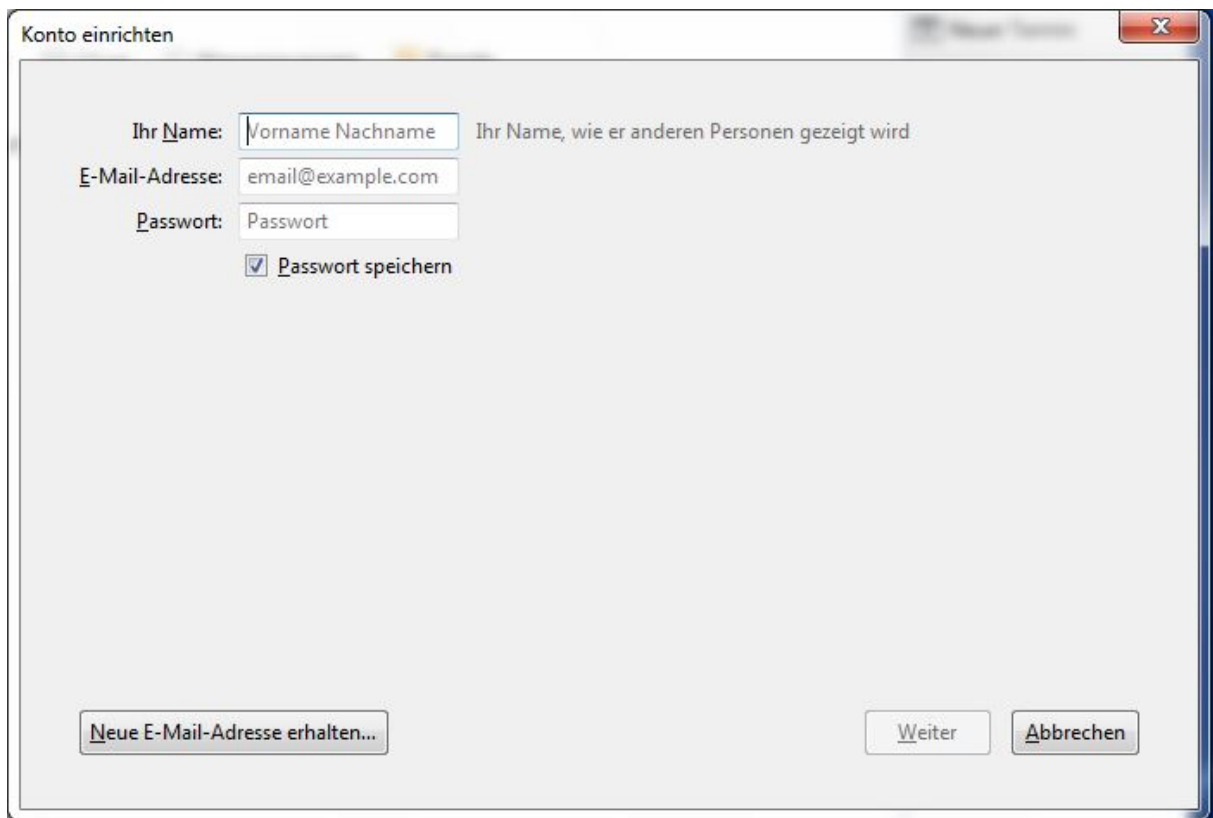 Konto einrichten
Ihr Name: Vorname Nachname Ihr Name, wie er anderen Personen gezeigt wird
E-Mail-Adresse: email@example.com
Passwort: Passwort
Passwort speichern
Neue E-Mail-Adresse erhalten... Weiter Abbrechen